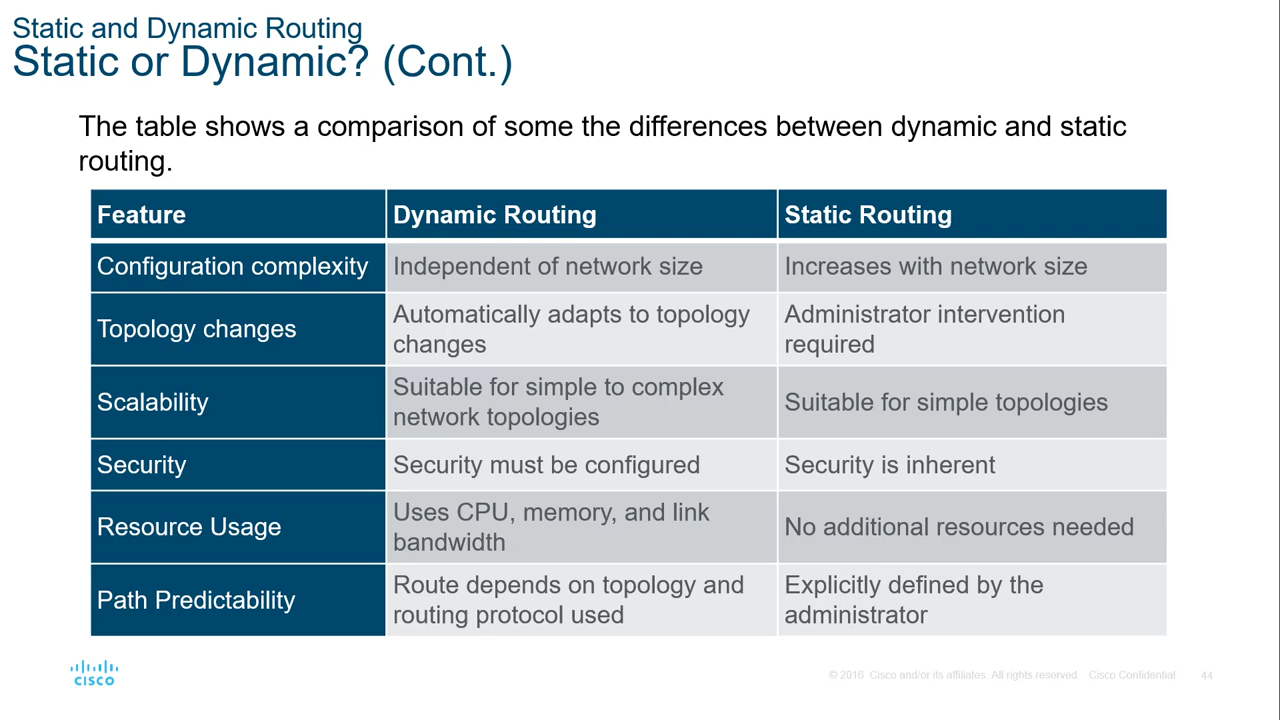 Static and Dynamic Routing
Static or Dynamic? (Cont.)
The table shows a comparison of some the differences between dynamic and static
routing.
Feature
Dynamic Routing
Static Routing
Configuration complexity
Independent of network size
Increases with network size
Topology changes
Automatically adapts to topology
changes
Administrator intervention
required
Scalability
Suitable for simple to complex
network topologies
Suitable for simple topologies
Security
Security must be configured
Security is inherent
Resource Usage
Uses CPU, memory, and link
bandwidth
No additional resources needed
Path Predictability
Route depends on topology and
routing protocol used
Explicitly defined by the
administrator
CISCO
© 2016 Cisco and/or its affiliates. All rights reserved. Cisco Confidential
44